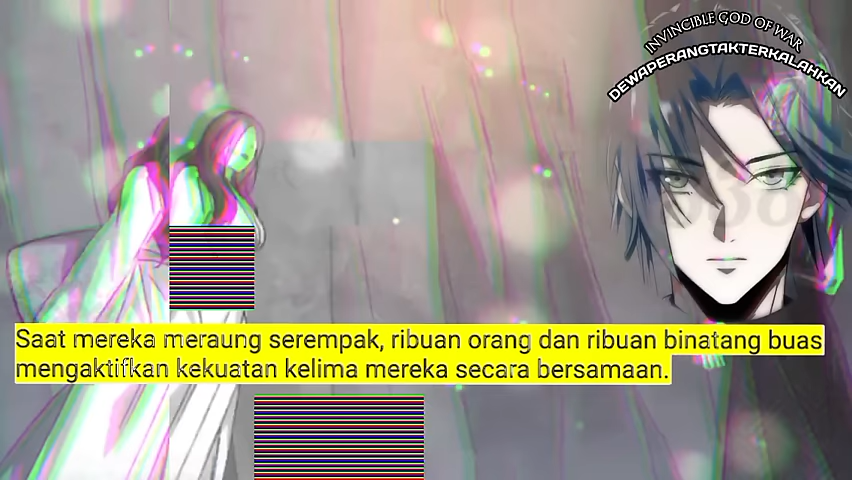 INVINCIBLE GOD OF WAR
DEWAPERANGTAKTERKALAHKAN
Saat mereka meraung serempak, ribuan orang dan ribuan binatang buas
mengaktifkan kekuatan kelima mereka secara bersamaan.